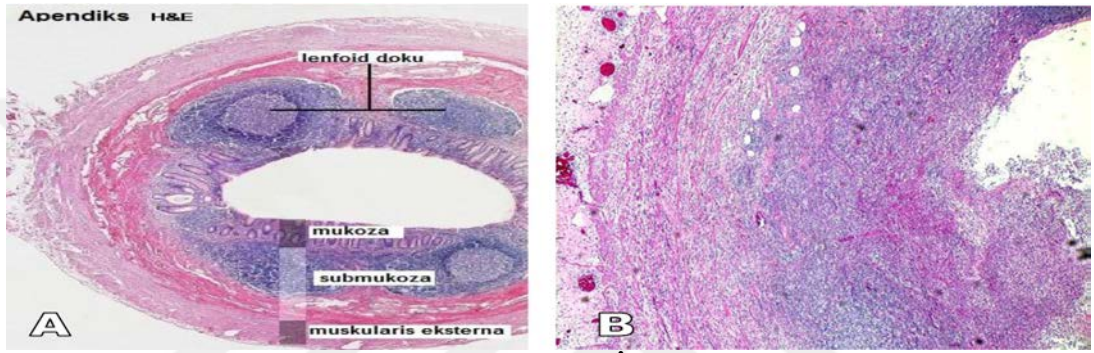 Apendiks H&E
lenfoid doku
mukoza
submukoza
muskularis eksterna
A
B